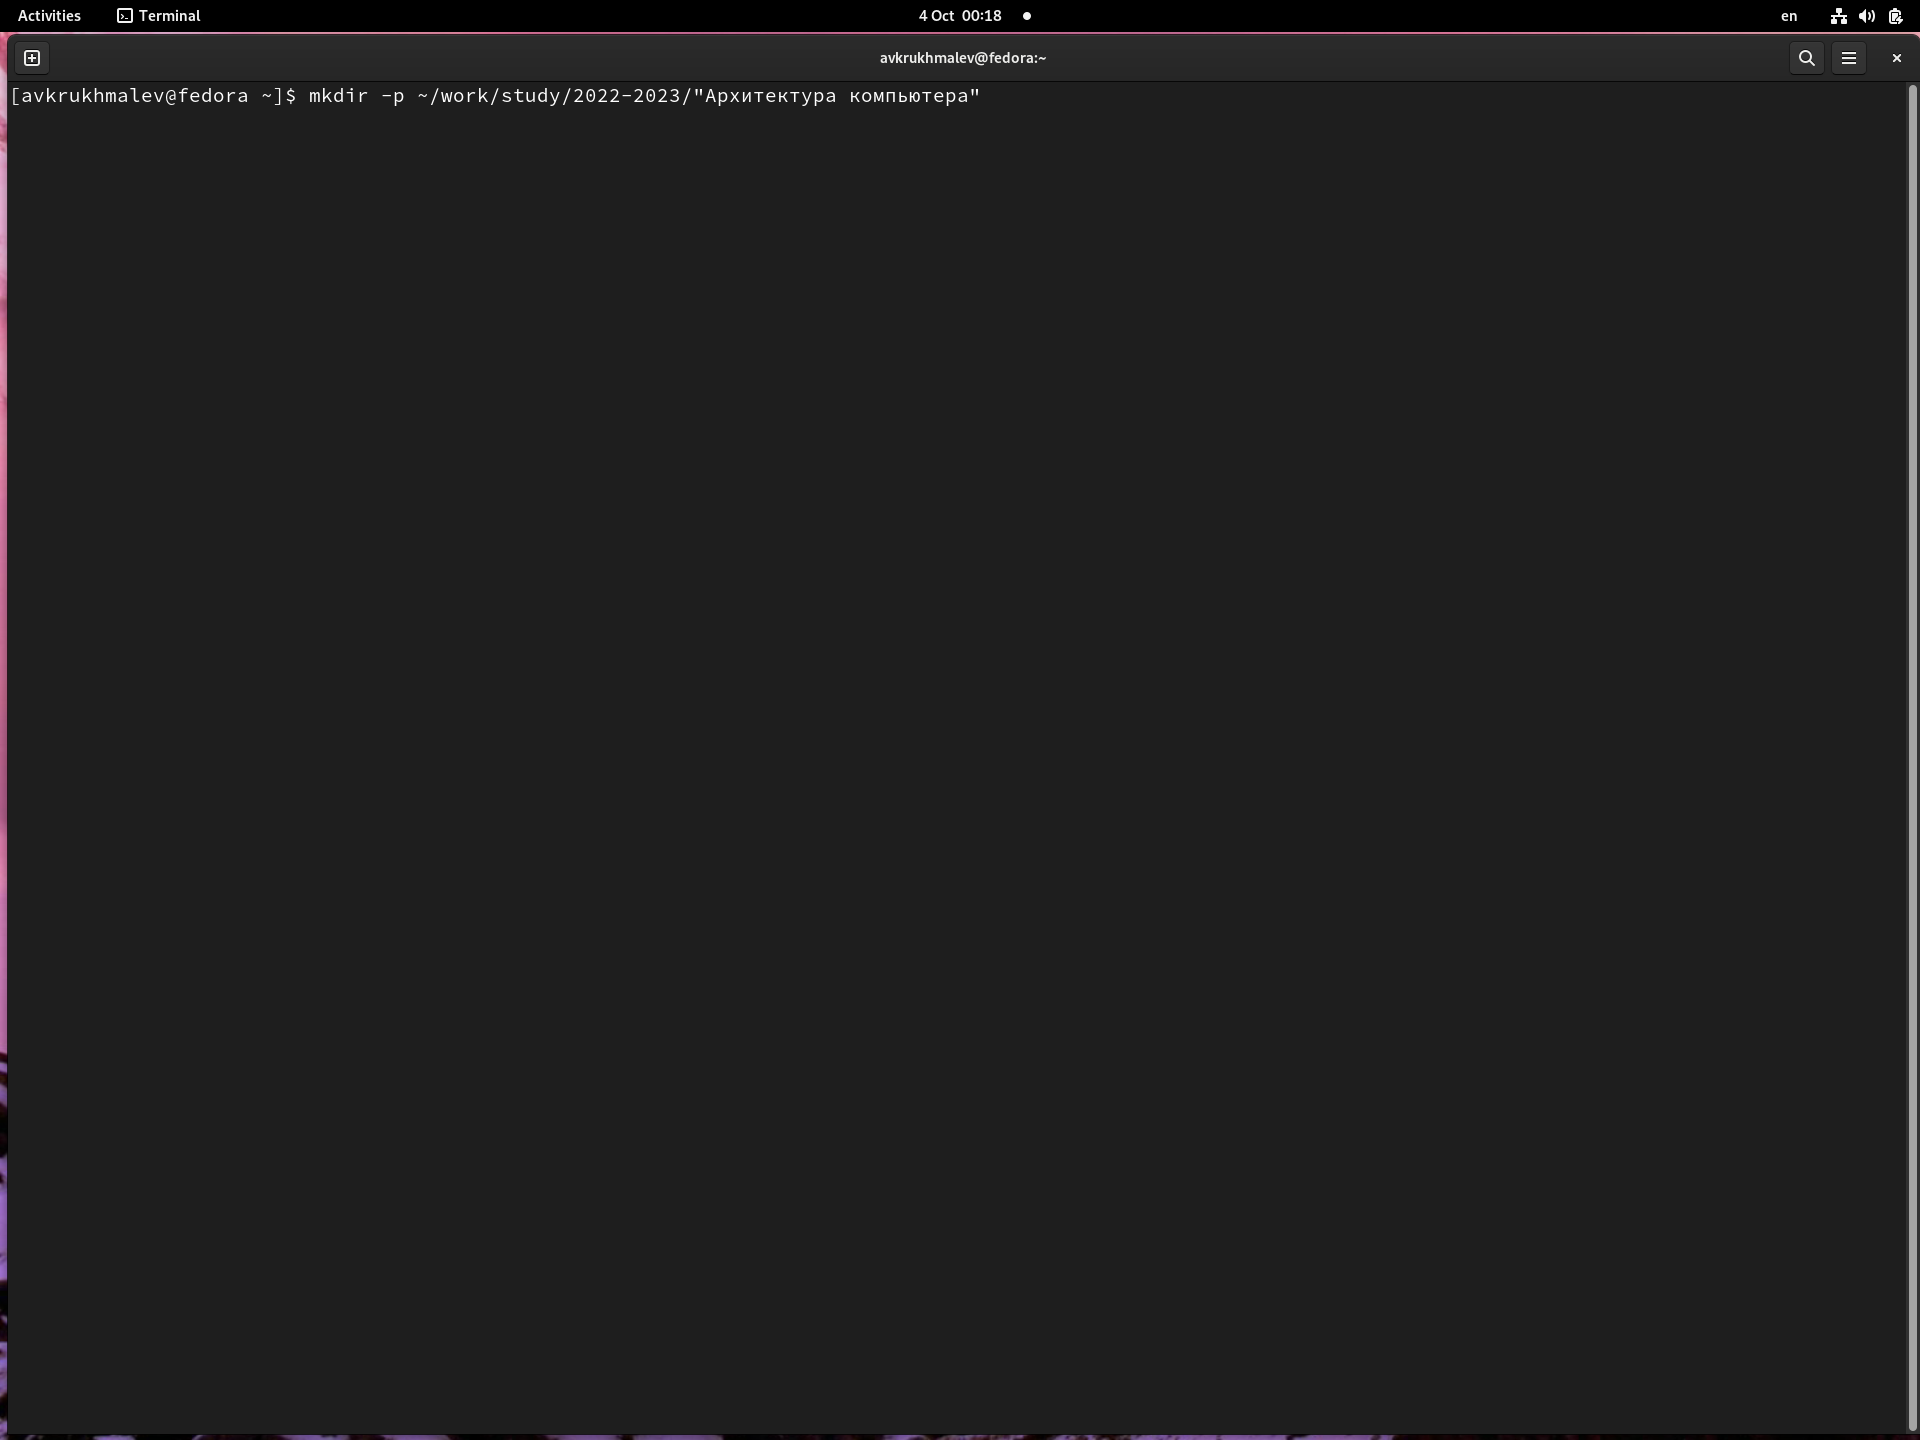 Activities Terminal 4 Oct 00:18 en
avkrukhmalev@fedora:~
[avkrukhmalev@fedora ~]$ mkdir -p ~/work/study/2022-2023/"Архитектура компьютера"